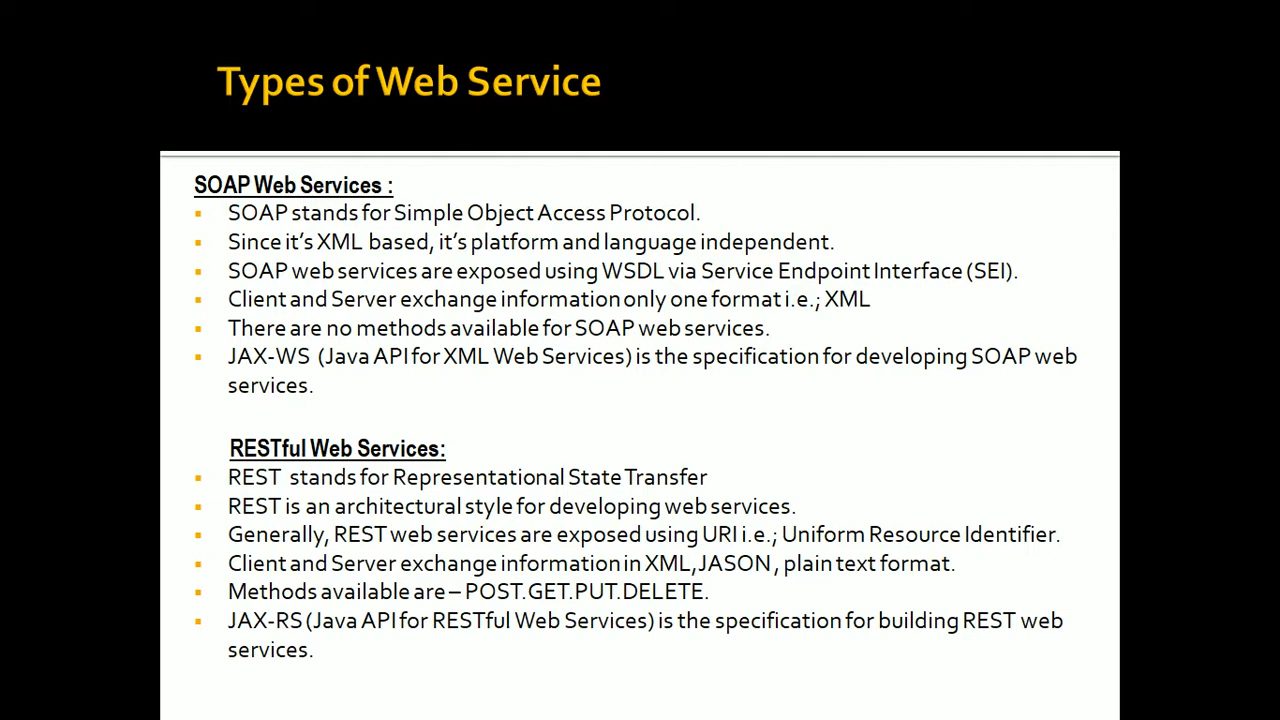 Types of Web Service
SOAP Web Services :
▪ SOAP stands for Simple Object Access Protocol.
▪ Since it’s XML based, it’s platform and language independent.
▪ SOAP web services are exposed using WSDL via Service Endpoint Interface (SEI).
▪ Client and Server exchange information only one format i.e.; XML
▪ There are no methods available for SOAP web services.
▪ JAX-WS (Java API for XML Web Services) is the specification for developing SOAP web
services.
RESTful Web Services:
▪ REST stands for Representational State Transfer
▪ REST is an architectural style for developing web services.
▪ Generally, REST web services are exposed using URI i.e.; Uniform Resource Identifier.
▪ Client and Server exchange information in XML,JASON , plain text format.
▪ Methods available are – POST.GET.PUT.DELETE.
▪ JAX-RS (Java API for RESTful Web Services) is the specification for building REST web
services.